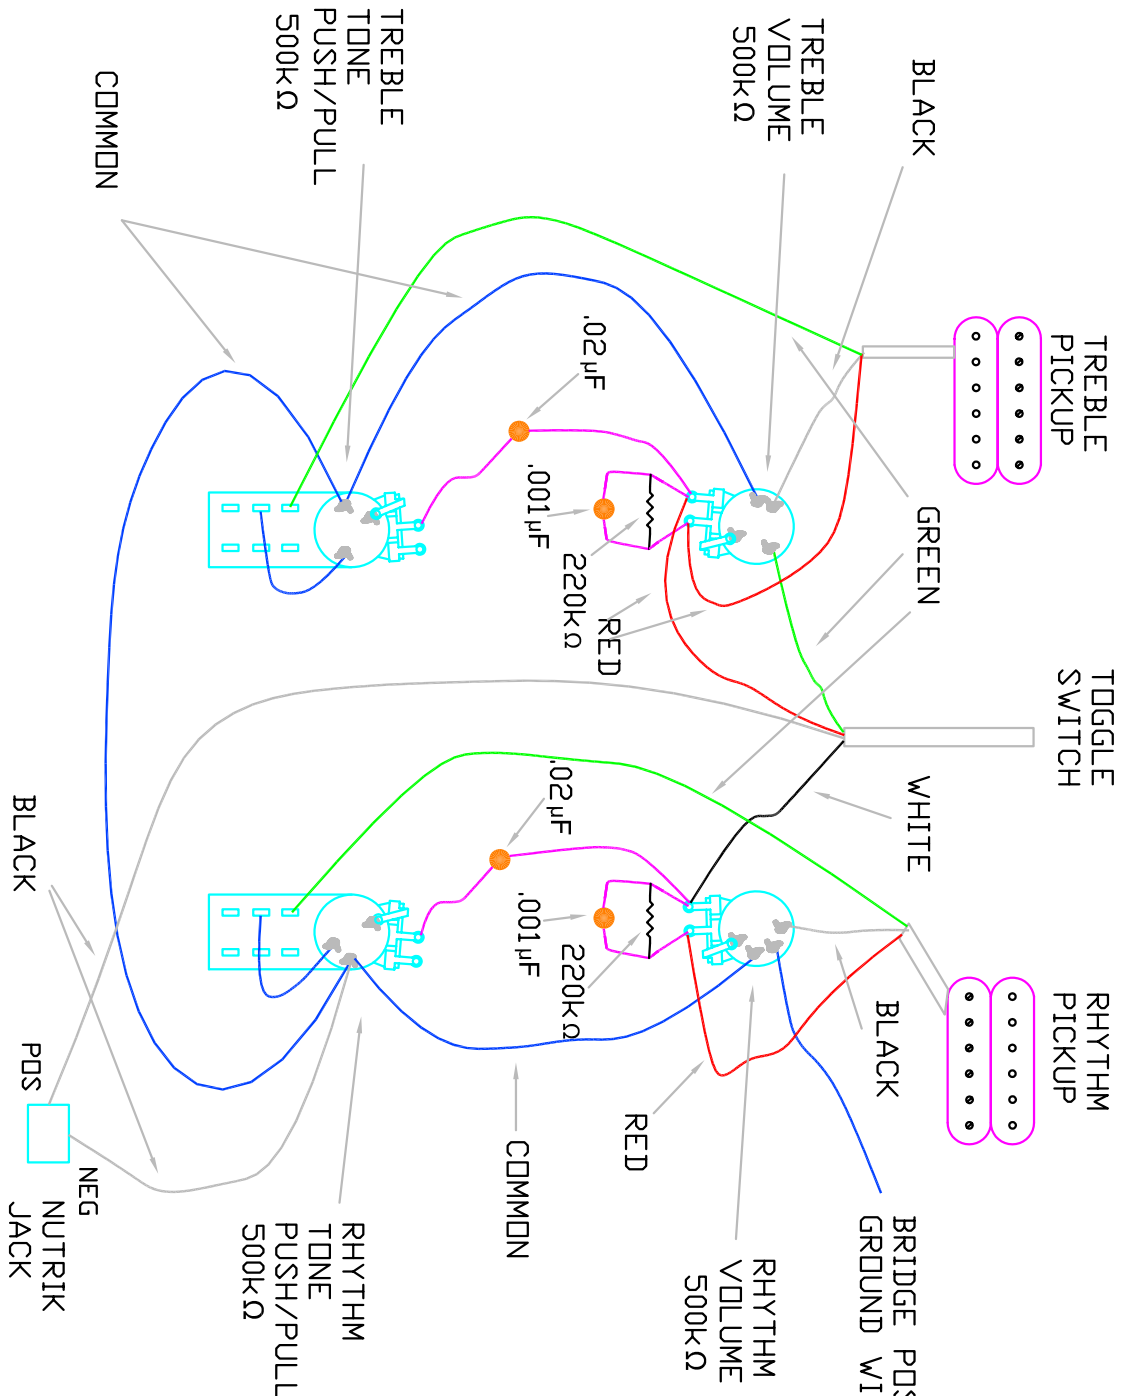 TREBLE
PICKUP
TOGGLE
SWITCH
RHYTHM
PICKUP
BLACK
GREEN
WHITE
BLACK
BRIDGE
GROUND
TREBLE
VOLUME
500kΩ
RHYTHM
VOLUME
500kΩ
RED
RED
.02µF
.001µF
220kΩ
.02µF
.001µF
220kΩ
COMMON
TREBLE
TONE
PUSH/PULL
500kΩ
RHYTHM
TONE
PUSH/PULL
500kΩ
COMMON
BLACK
POS
NEG
NUTRIK
JACK